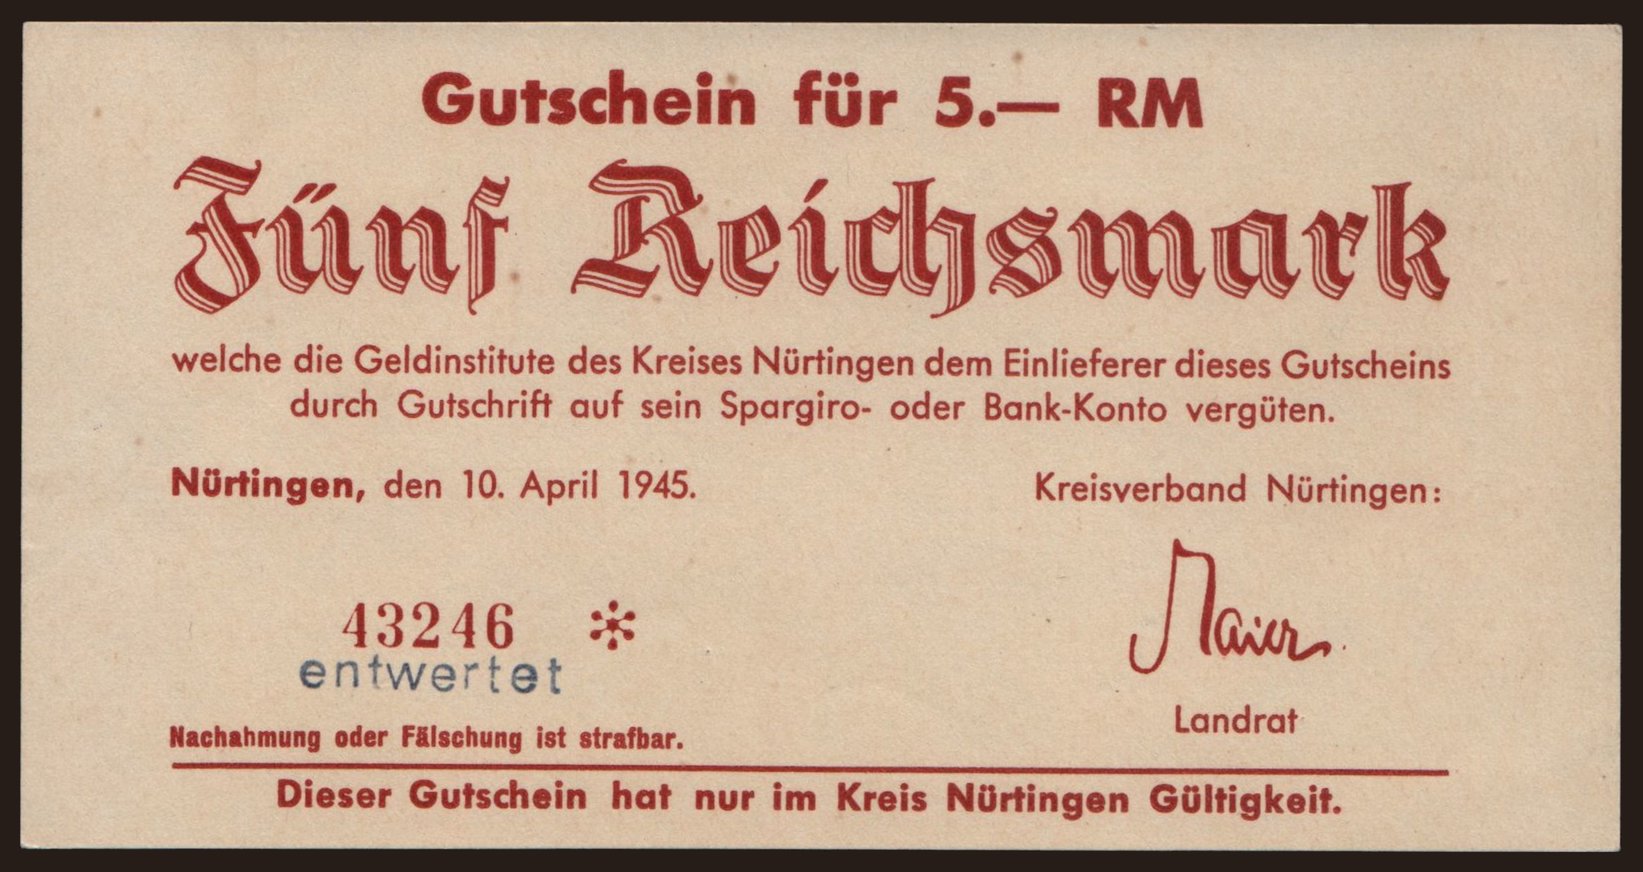 Gutschein für 5.— RM
Fünf Reichsmark
welche die Geldinstitute des Kreises Nürtingen dem Einlieferer dieses Gutscheins
durch Gutschrift auf sein Spargiro- oder Bank-Konto vergüten.
Nürtingen, den 10. April 1945.
Kreisverband Nürtingen:
43246 *
entwertet
Maier
Landrat
Nachahmung oder Fälschung ist strafbar.
Dieser Gutschein hat nur im Kreis Nürtingen Gültigkeit.